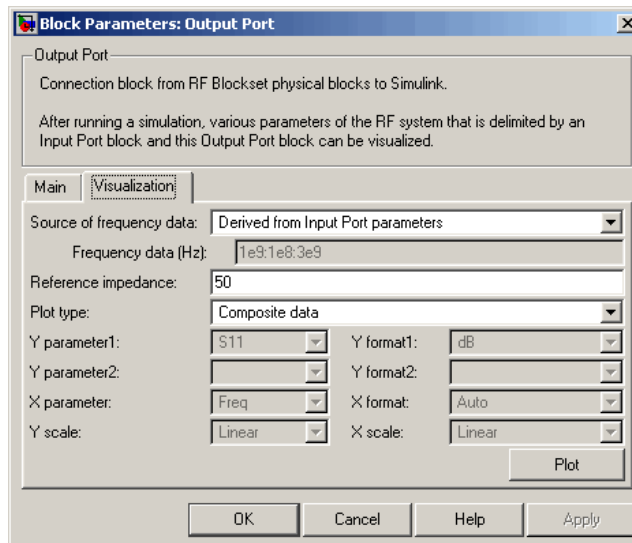 Block Parameters: Output Port
Output Port
Connection block from RF Blockset physical blocks to Simulink.
After running a simulation, various parameters of the RF system that is delimited by an
Input Port block and this Output Port block can be visualized.
Main Visualization
Source of frequency data: Derived from Input Port parameters
Frequency data (Hz): 1e9:1e8:3e9
Reference impedance: 50
Plot type: Composite data
Y parameter1: S11 Y format1: dB
Y parameter2: Y format2:
X parameter: Freq X format: Auto
Y scale: Linear X scale: Linear
Plot
OK Cancel Help Apply